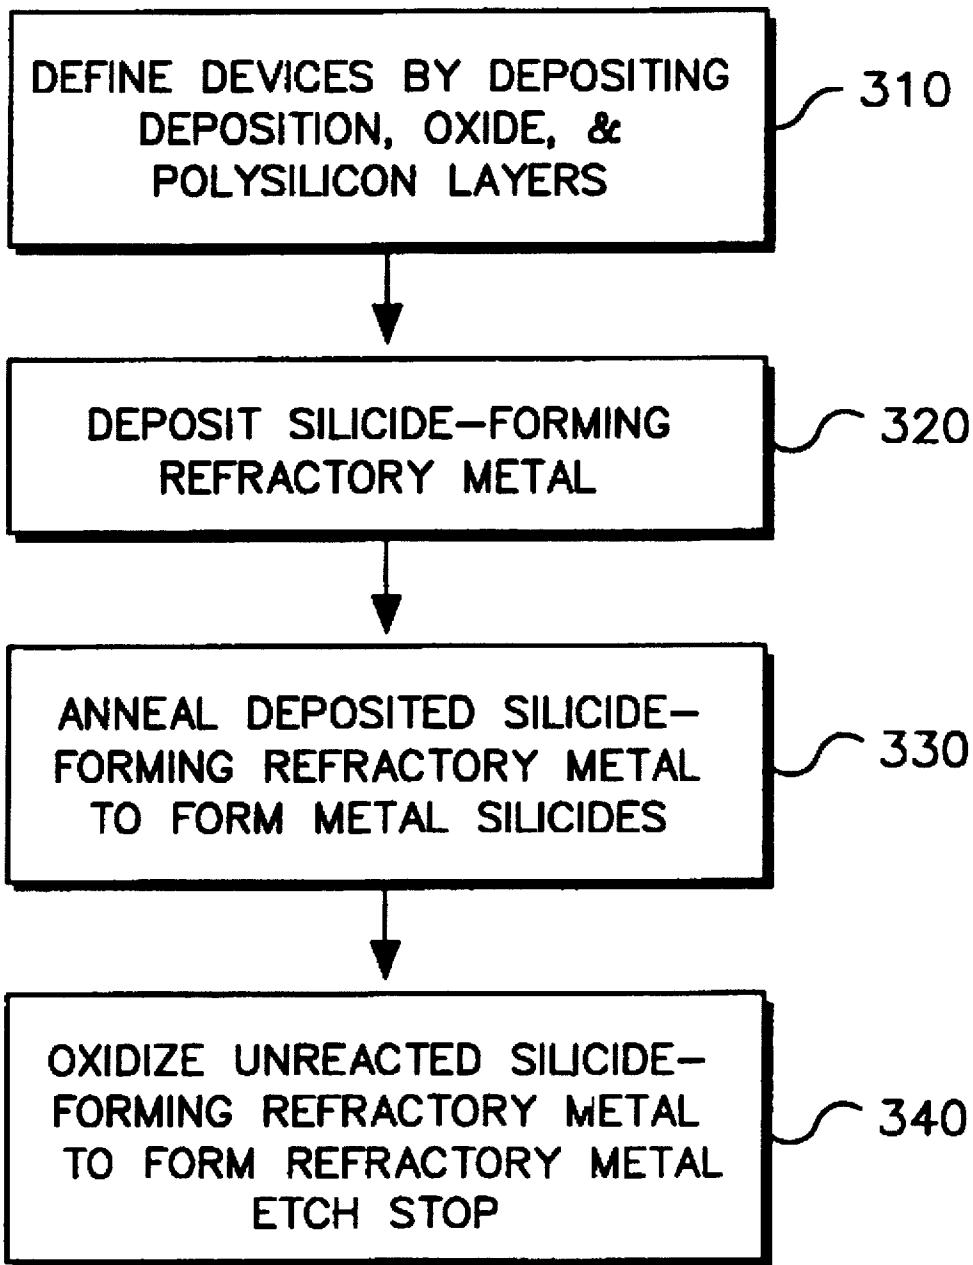 DEFINE DEVICES BY DEPOSITING
DEPOSITION, OXIDE, &
POLYSILICON LAYERS
310
DEPOSIT SILICIDE-FORMING
REFRACTORY METAL
320
ANNEAL DEPOSITED SILICIDE-
FORMING REFRACTORY METAL
TO FORM METAL SILICIDES
330
OXIDIZE UNREACTED SILICIDE-
FORMING REFRACTORY METAL
TO FORM REFRACTORY METAL
ETCH STOP
340